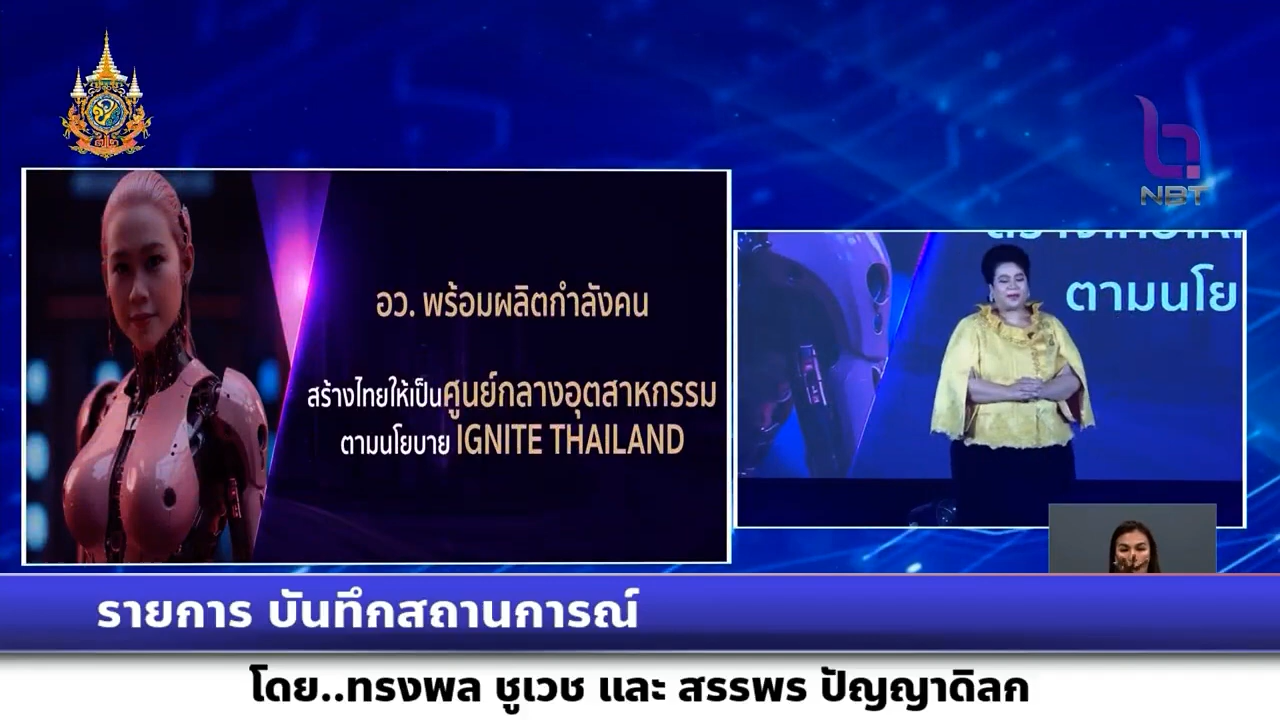 NBT
อว. พร้อมผลิตกำลังคน
สร้างไทยให้เป็นศูนย์กลางอุตสาหกรรม
ตามนโยบาย IGNITE THAILAND
ตามนโย
รายการ บันทึกสถานการณ์
โดย..ทรงพล ชูเวช และ สรรพร ปัญญาดิลก